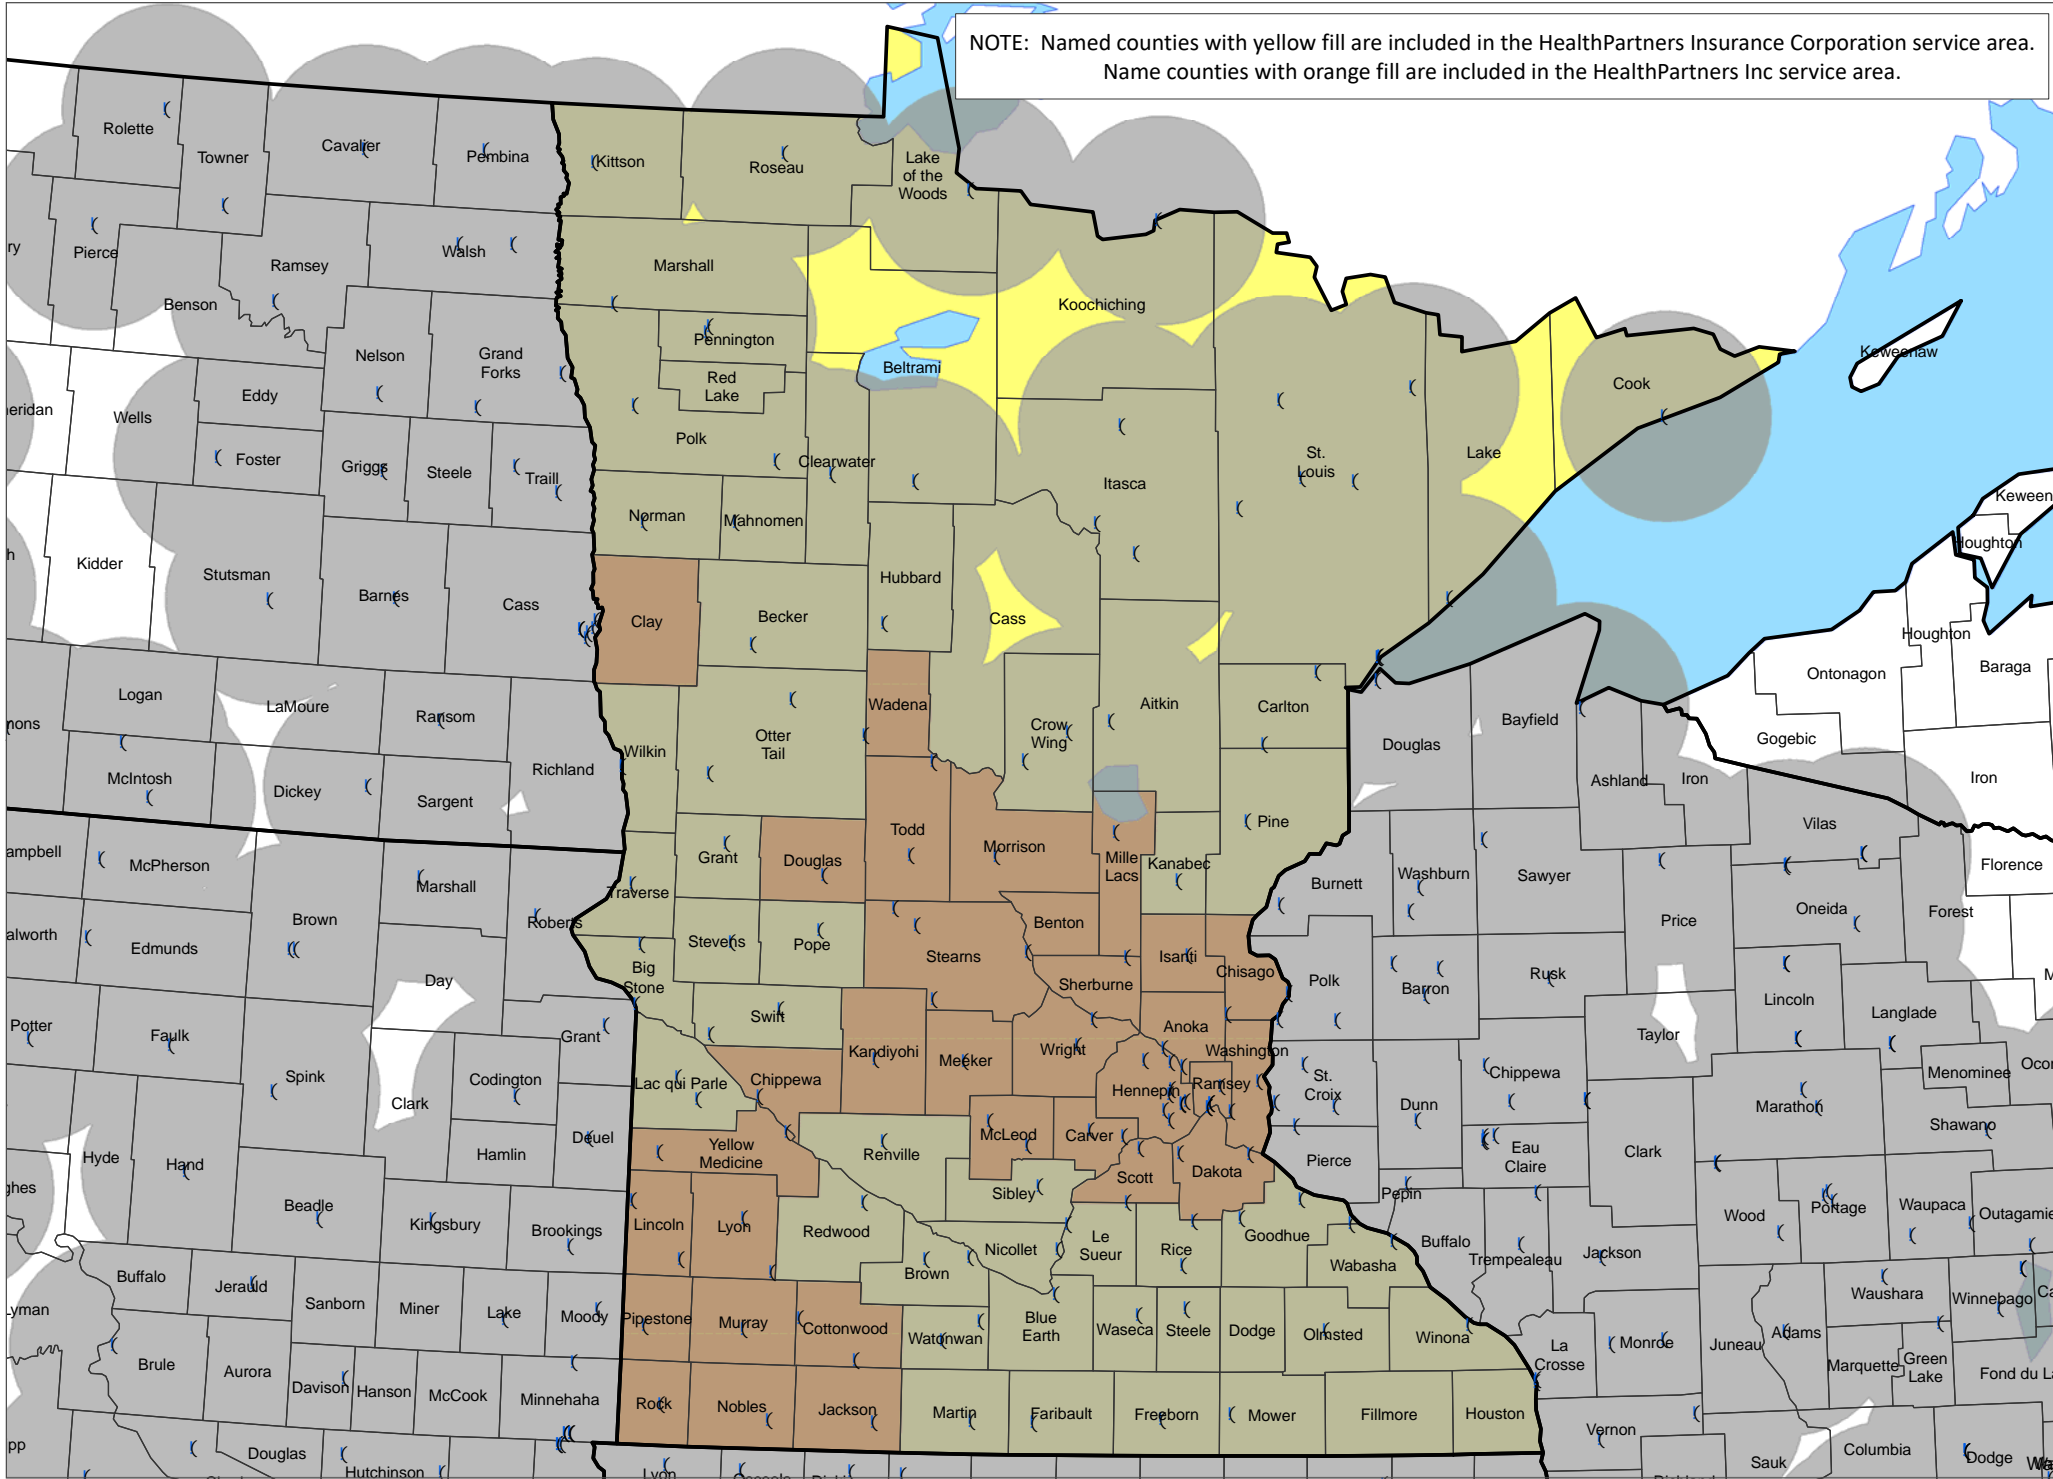 NOTE: Named counties with yellow fill are included in the HealthPartners Insurance Corporation service area.
Name counties with orange fill are included in the HealthPartners Inc service area.
Rolette
Towner
Cavalier
Pembina
Kittson
Roseau
Lake
of the
Woods
ry
Pierce
Ramsey
Walsh
Marshall
Benson
Koochiching
Nelson
Grand
Forks
Pennington
Red
Lake
Beltrami
Cook
Keweenaw
eridan
Wells
Eddy
Foster
Griggs
Steele
Traill
Polk
Clearwater
Itasca
St.
Louis
Lake
Keween
Houghton
Norman
Mahnomen
h
Kidder
Stutsman
Barnes
Cass
Clay
Becker
Hubbard
Cass
Houghton
Baraga
Ontonagon
Gogebic
Iron
Logan
LaMoure
Ransom
Wadena
Aitkin
Carlton
Bayfield
Douglas
Crow
Wing
Otter
Tail
Wilkin
mons
McIntosh
Dickey
Sargent
Richland
Ashland
Iron
Vilas
Florence
ampbell
McPherson
Marshall
Grant
Douglas
Todd
Morrison
Mille
Lacs
Kanabec
Pine
Burnett
Washburn
Sawyer
Price
Oneida
Forest
Traverse
Brown
Roberts
alworth
Edmunds
Stevens
Pope
Stearns
Benton
Isanti
Chisago
Sherburne
Polk
Barron
Rusk
Lincoln
Langlade
M
Day
Big
Stone
Swift
Potter
Faulk
Grant
Kandiyohi
Meeker
Wright
Anoka
Washington
Taylor
Spink
Codington
Lac qui Parle
Chippewa
Hennepin
Ramsey
St.
Croix
Chippewa
Dunn
Menominee
Oco
Clark
Marathon
Shawano
Hyde
Hand
Hamlin
Deuel
Yellow
Medicine
Renville
McLeod
Carver
Scott
Dakota
Pierce
Eau
Claire
Clark
ghes
Sibley
Pepin
Beadle
Kingsbury
Brookings
Lincoln
Lyon
Redwood
Nicollet
Le
Sueur
Rice
Goodhue
Wabasha
Buffalo
Trempealeau
Jackson
Wood
Portage
Waupaca
Outagamie
Buffalo
Jerauld
Sanborn
Miner
Lake
Moody
Brown
Waushara
Winnebago
Ca
Lyman
Pipestone
Murray
Cottonwood
Watonwan
Blue
Earth
Waseca
Steele
Dodge
Olmsted
Winona
La
Crosse
Monroe
Juneau
Adams
Marquette
Green
Lake
Fond du La
Brule
Aurora
Davison
Hanson
McCook
Minnehaha
Rock
Nobles
Jackson
Martin
Faribault
Freeborn
Mower
Fillmore
Houston
Vernon
Columbia
Dodge
Sauk
pp
Douglas
Hutchinson
Lyon
Richland